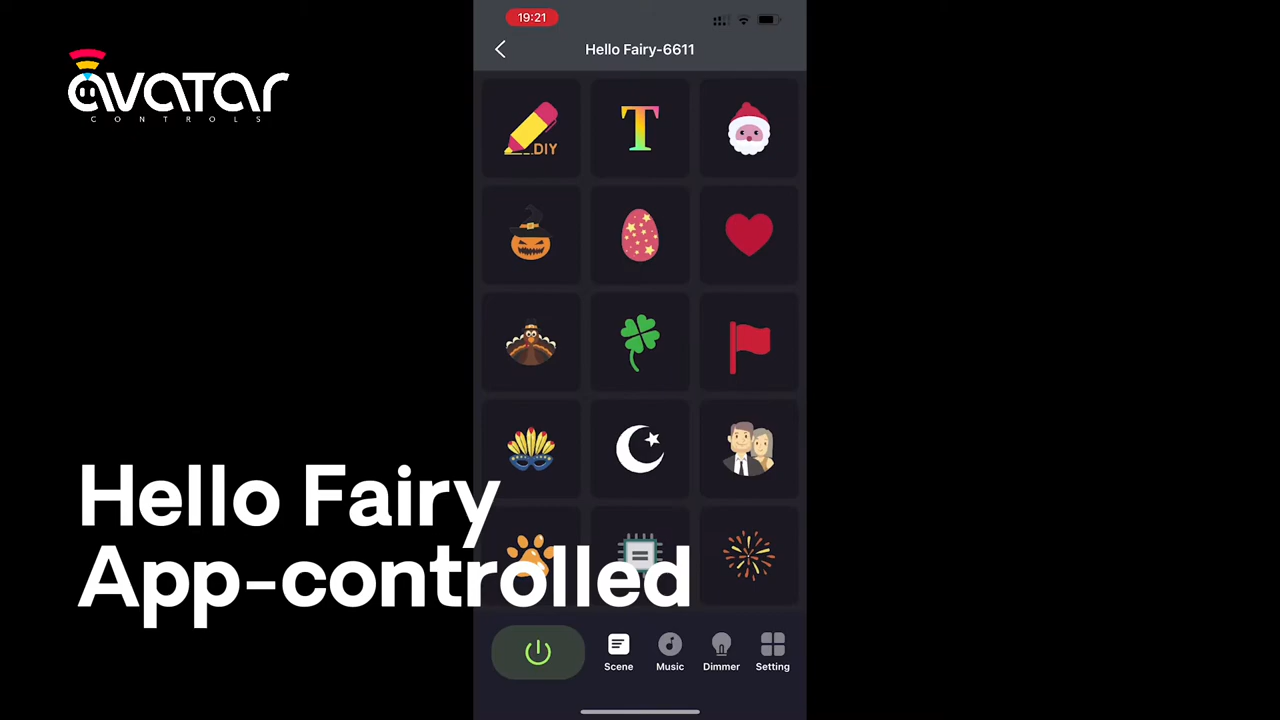 19:21
Hello Fairy-6611
avatar
CONTROLS
DIY
T
Hello Fairy
App-controlled
Scene
Music
Dimmer
Setting